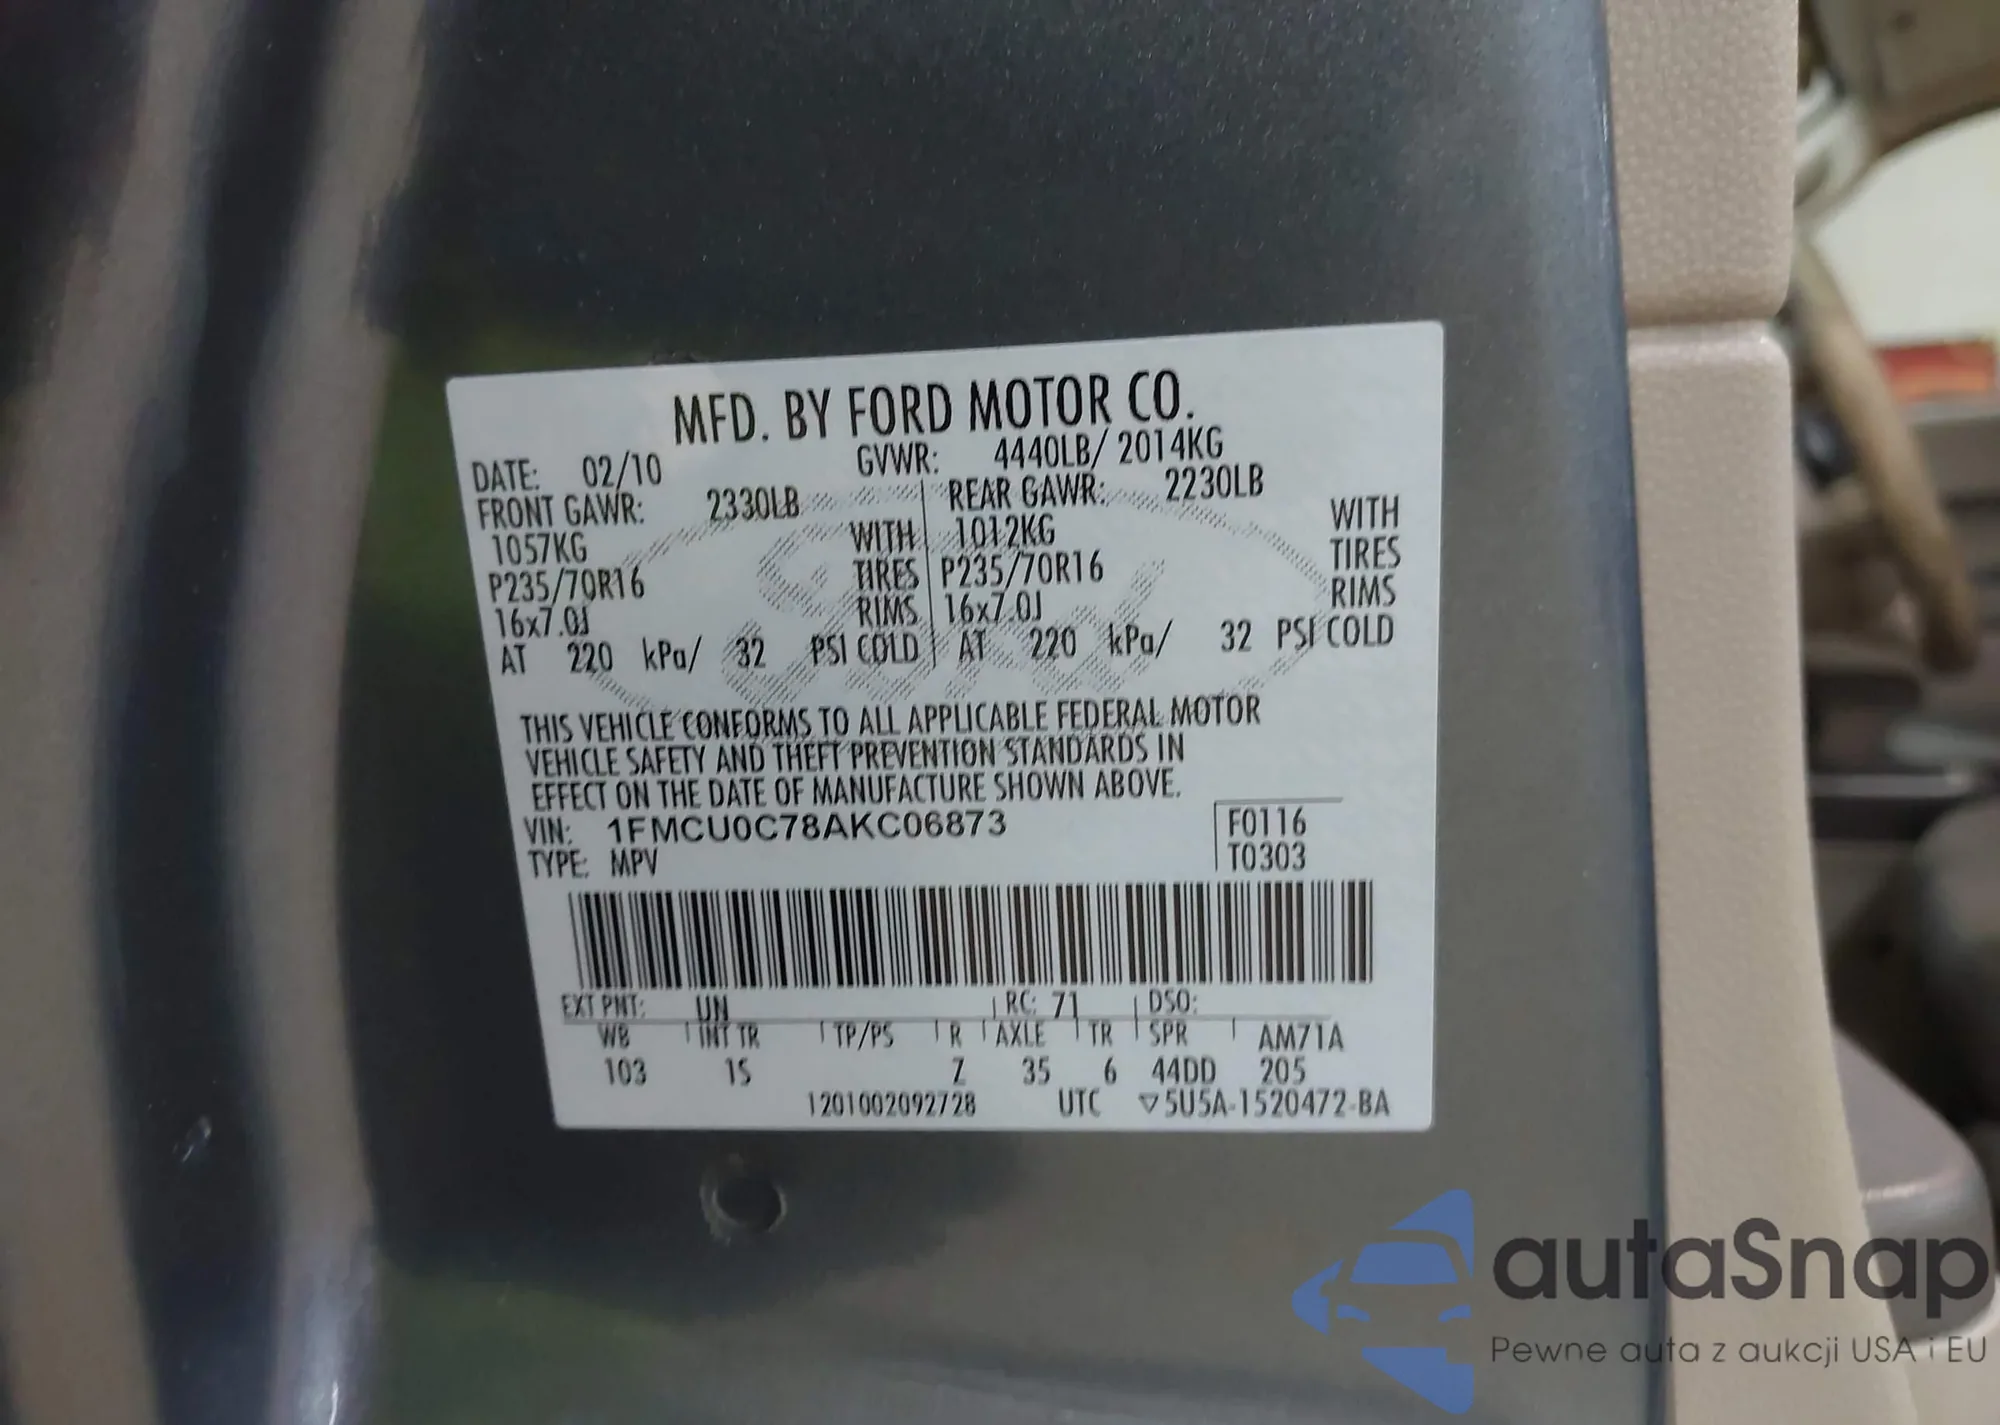 MFD. BY FORD MOTOR CO.
DATE: 02/10 GVWR: 4440LB/ 2014KG
FRONT GAWR: 2330LB REAR GAWR: 2230LB
1057KG WITH 1012KG WITH
P235/70R16 TIRES P235/70R16 TIRES
16x7.0J RIMS 16x7.0J RIMS
AT 220 kPa/ 32 PSI COLD AT 220 kPa/ 32 PSI COLD
THIS VEHICLE CONFORMS TO ALL APPLICABLE FEDERAL MOTOR
VEHICLE SAFETY AND THEFT PREVENTION STANDARDS IN
EFFECT ON THE DATE OF MANUFACTURE SHOWN ABOVE.
VIN: 1FMCU0C78AKC06873 F0116
TYPE: MPV T0303
EXT PNT: UN RC: 71 DSO:
WB INT TR TP/PS R AXLE TR SPR AM71A
103 1S Z 35 6 44DD 205
1201002092728 UTC ▽5U5A-1520472-BA
autaSnap
Pewne auta z aukcji USA i EU